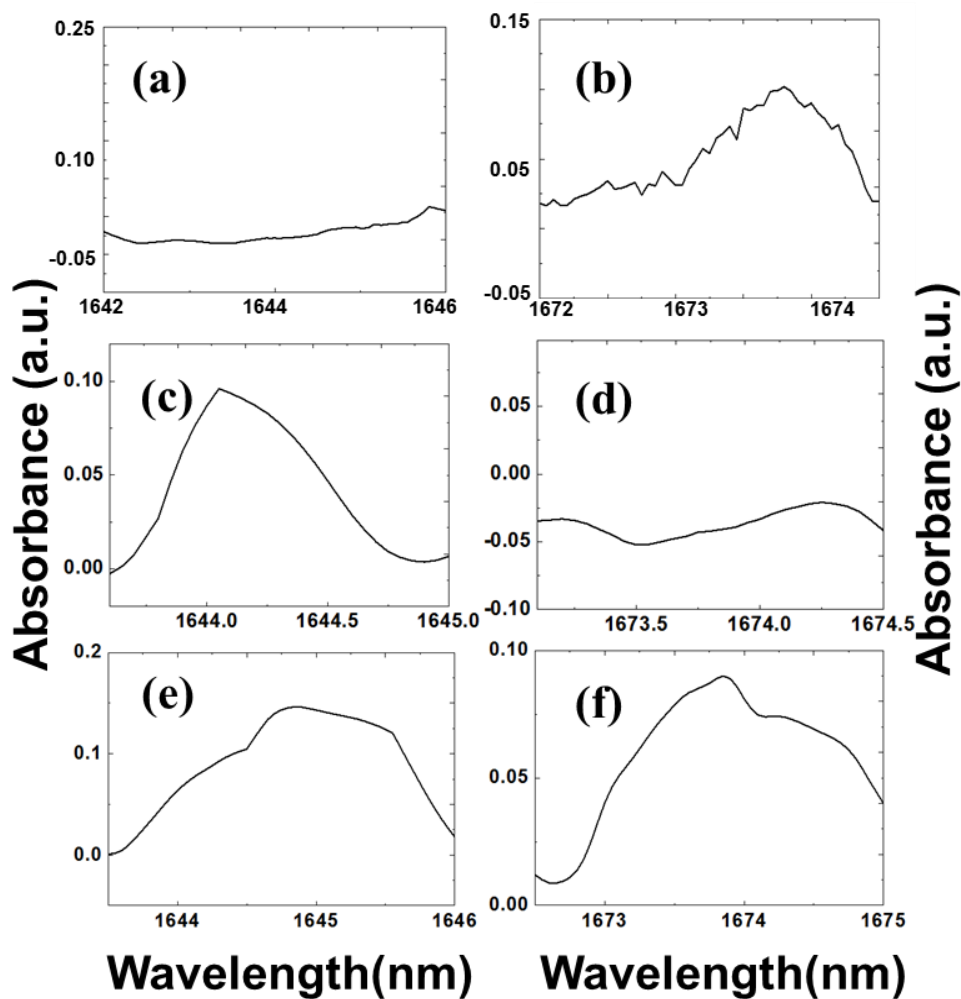 0.25
(a)
0.10
-0.05
1642 1644 1646
0.15
(b)
0.05
-0.05
1672 1673 1674
0.10
(c)
0.05
0.00
1644.0 1644.5 1645.0
0.05
(d)
0.00
-0.05
-0.10
1673.5 1674.0 1674.5
0.2
(e)
0.1
0.0
1644 1645 1646
0.10
(f)
0.05
0.00
1673 1674 1675
Absorbance (a.u.)
Absorbance (a.u.)
Wavelength(nm) Wavelength(nm)